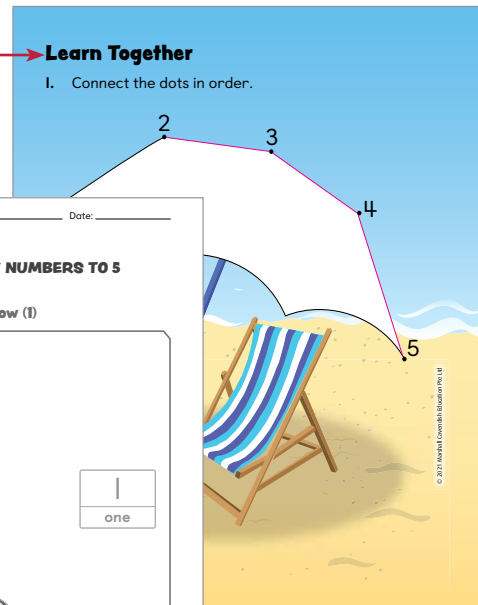 Learn Together
1. Connect the dots in order.
2
3
4
5
Date:
NUMBERS TO 5
(1)
1
one
© 2021 Marshall Cavendish Education Pte Ltd